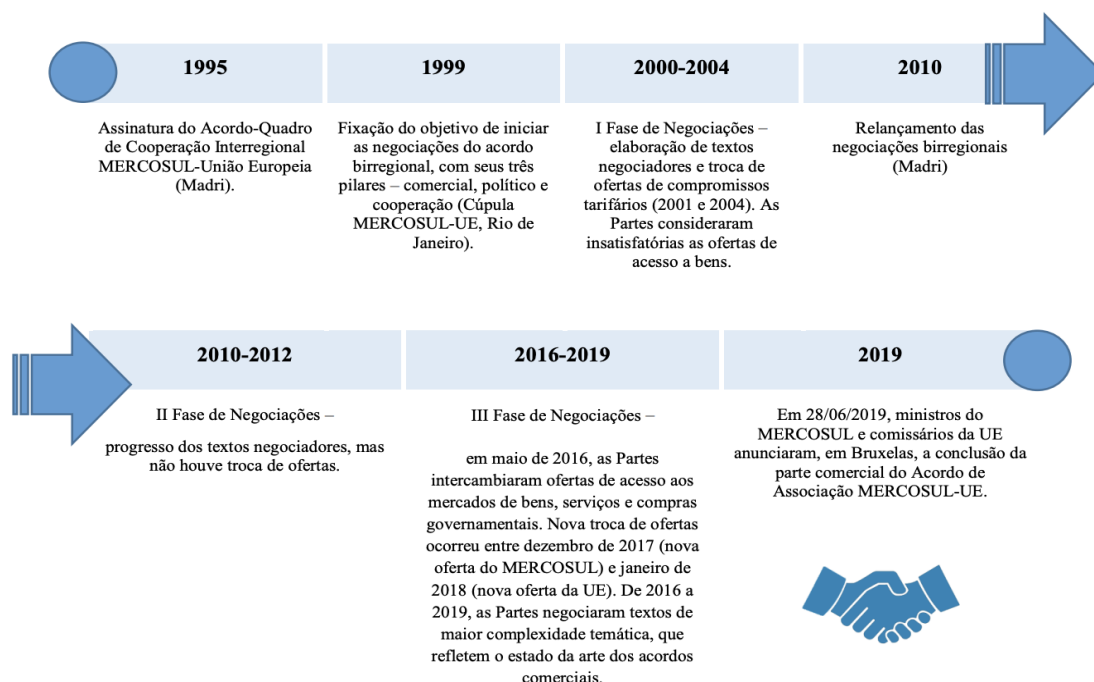 1995
Assinatura do Acordo-Quadro
de Cooperação Interregional
MERCOSUL-União Europeia
(Madri).
1999
Fixação do objetivo de iniciar
as negociações do acordo
birregional, com seus três
pilares – comercial, político e
cooperação (Cúpula
MERCOSUL-UE, Rio de
Janeiro).
2000-2004
I Fase de Negociações –
elaboração de textos
negociadores e troca de
ofertas de compromissos
tarifários (2001 e 2004). As
Partes consideraram
insatisfatórias as ofertas de
acesso a bens.
2010
Relançamento das
negociações birregionais
(Madri)
2010-2012
II Fase de Negociações –
progresso dos textos negociadores, mas
não houve troca de ofertas.
2016-2019
III Fase de Negociações –
em maio de 2016, as Partes
intercambiaram ofertas de acesso aos
mercados de bens, serviços e compras
governamentais. Nova troca de ofertas
ocorreu entre dezembro de 2017 (nova
oferta do MERCOSUL) e janeiro de
2018 (nova oferta da UE). De 2016 a
2019, as Partes negociaram textos de
maior complexidade temática, que
refletem o estado da arte dos acordos
comerciais.
2019
Em 28/06/2019, ministros do
MERCOSUL e comissários da UE
anunciaram, em Bruxelas, a conclusão da
parte comercial do Acordo de
Associação MERCOSUL-UE.